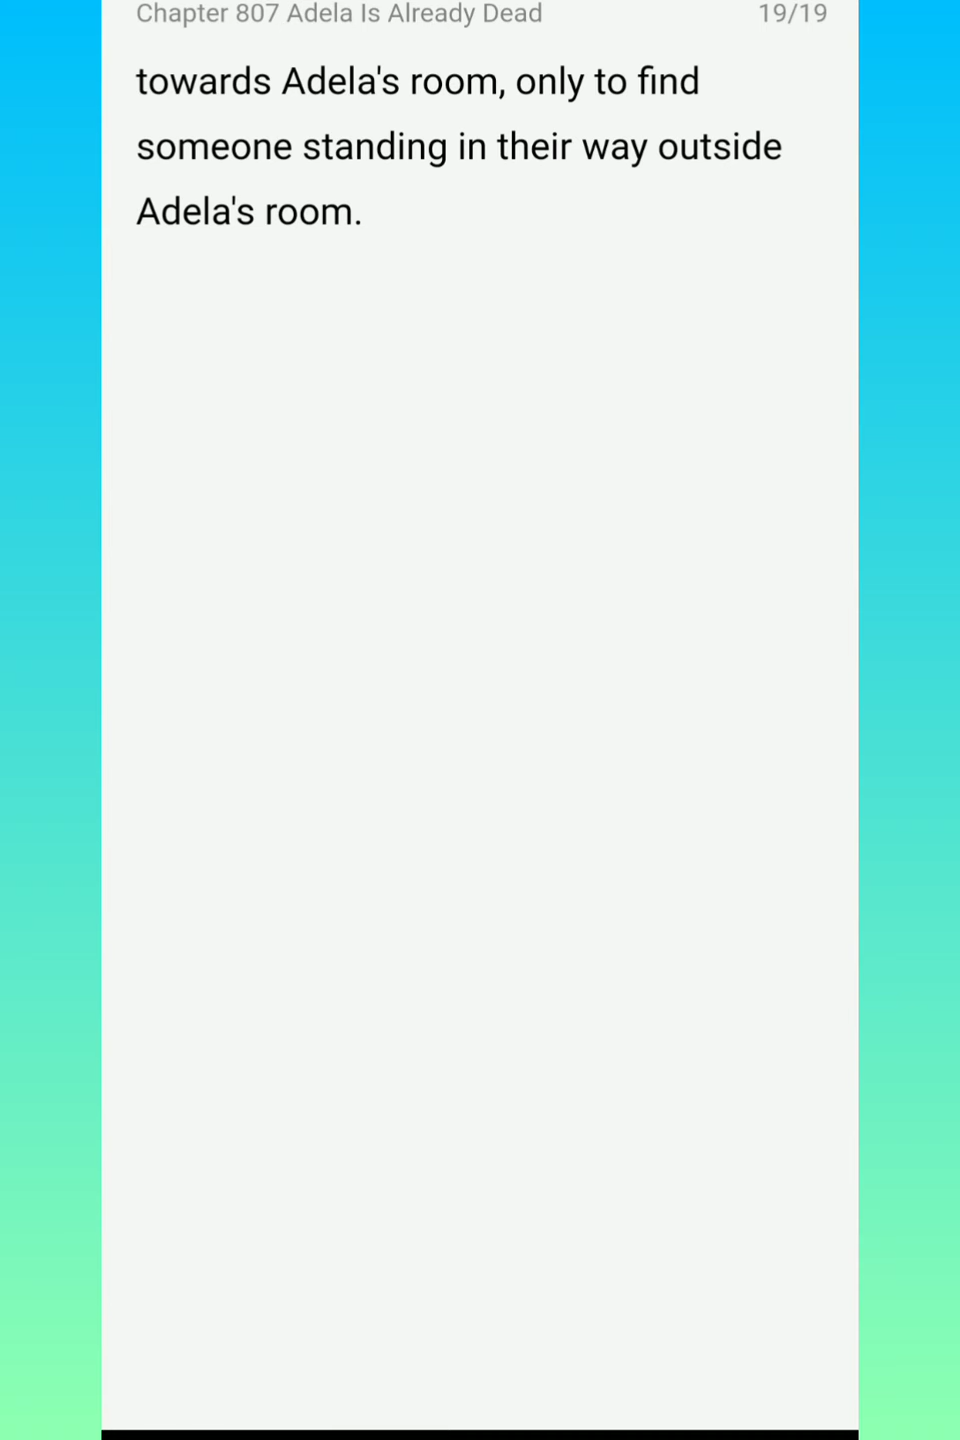 Chapter 807 Adela Is Already Dead 19/19
towards Adela's room, only to find
someone standing in their way outside
Adela's room.